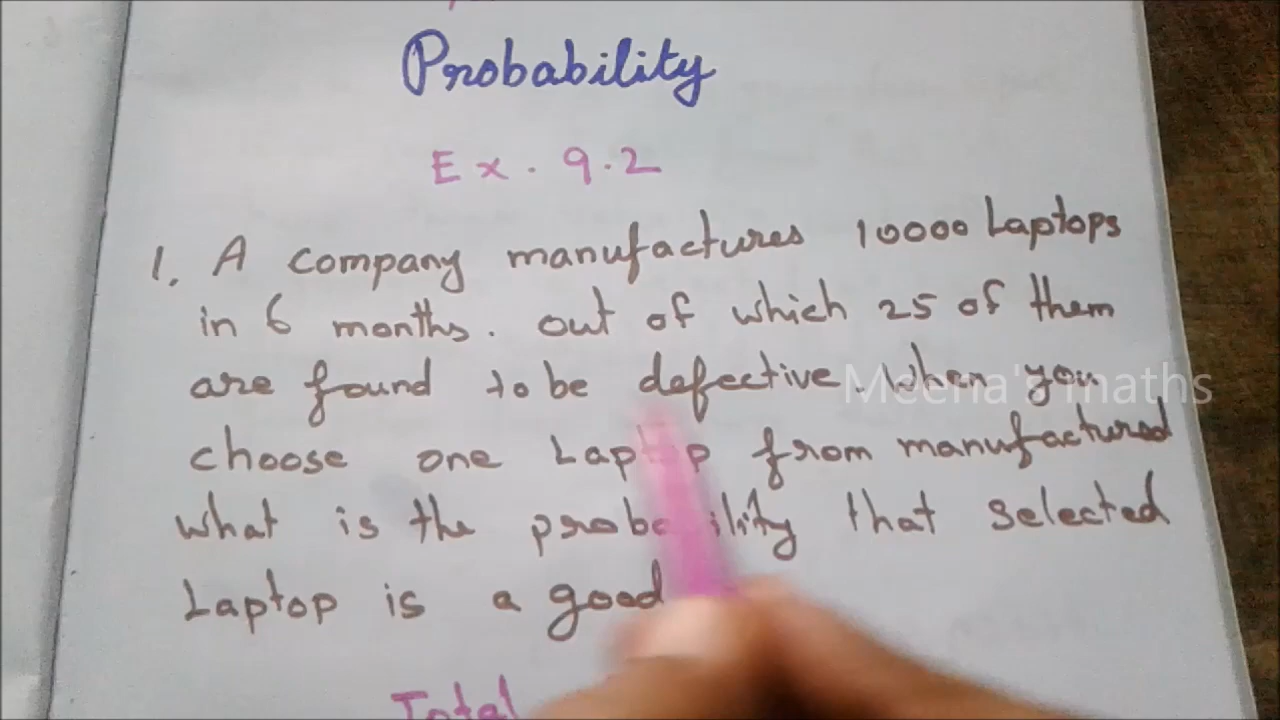 Probability
Ex. 9.2
1. A company manufactures 10000 Laptops
in 6 months. out of which 25 of them
are found to be defective. When you
choose one Laptop from manufactured
what is the probability that selected
Laptop is a good
Total
Meena's maths